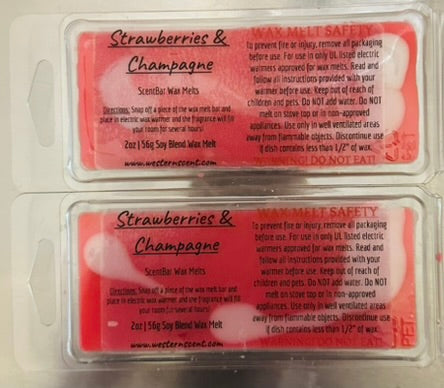 Strawberries &
Champagne
ScentBar Wax Melts
Directions: Snap off a piece of the wax melt bar and
place in electric wax warmer and the fragrance will fill
your room for several hours!
2oz | 56g Soy Blend Wax Melt
www.westernscent.com
WAX MELT SAFETY
To prevent fire or injury, remove all packaging
before use. For use in only UL listed electric
warmers approved for wax melts. Read and
follow all instructions provided with your
warmer before use. Keep out of reach of
children and pets. Do NOT add water. Do NOT
melt on stove top or in non-approved
appliances. Use only in well ventilated areas
away from flammable objects. Discontinue use
if dish contains less than 1/2" of wax.
WARNING! DO NOT EAT!
Strawberries &
Champagne
ScentBar Wax Melts
Directions: Snap off a piece of the wax melt bar and
place in electric wax warmer and the fragrance will fill
your room for several hours!
2oz | 56g Soy Blend Wax Melt
www.westernscent.com
WAX MELT SAFETY
To prevent fire or injury, remove all packaging
before use. For use in only UL listed electric
warmers approved for wax melts. Read and
follow all instructions provided with your
warmer before use. Keep out of reach of
children and pets. Do NOT add water. Do NOT
melt on stove top or in non-approved
appliances. Use only in well ventilated areas
away from flammable objects. Discontinue use
if dish contains less than 1/2" of wax.
WARNING! DO NOT EAT!
PET